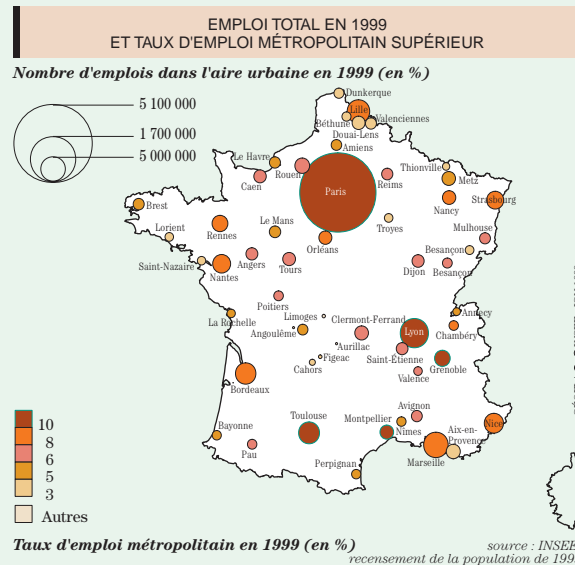 EMPLOI TOTAL EN 1999
ET TAUX D'EMPLOI MÉTROPOLITAIN SUPÉRIEUR
Nombre d'emplois dans l'aire urbaine en 1999 (en %)
5 100 000
1 700 000
5 000 000
Dunkerque
Lille
Béthune
Valenciennes
Douai-Lens
Amiens
Le Havre
Rouen
Caen
Paris
Reims
Thionville
Metz
Nancy
Strasbourg
Brest
Lorient
Rennes
Le Mans
Orléans
Troyes
Mulhouse
Besançon
Saint-Nazaire
Nantes
Angers
Tours
Dijon
Besançon
Poitiers
La Rochelle
Limoges
Angoulême
Clermont-Ferrand
Lyon
Annecy
Chambéry
Aurillac
Figeac
Cahors
Saint-Étienne
Grenoble
Valence
Bordeaux
Toulouse
Montpellier
Avignon
Nimes
Aix-en-
Provence
Nice
Marseille
Bayonne
Pau
Perpignan
10
8
6
5
3
Autres
Taux d'emploi métropolitain en 1999 (en %)
source : INSEE
recensement de la population de 199